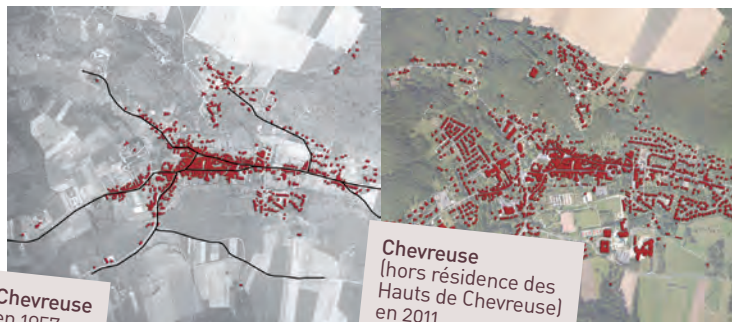 Chevreuse
en 1957
Chevreuse
(hors résidence des
Hauts de Chevreuse)
en 2011